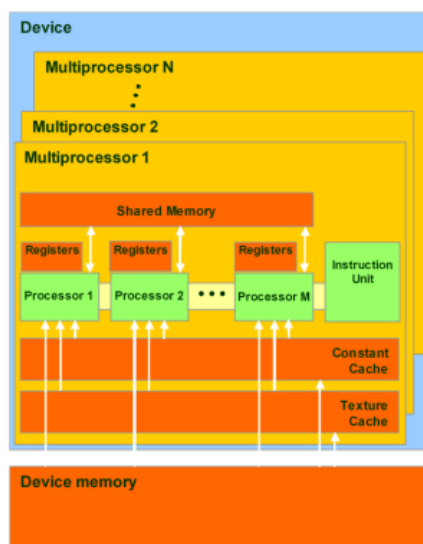 Device
Multiprocessor N
Multiprocessor 2
Multiprocessor 1
Shared Memory
Registers
Registers
Registers
Instruction
Unit
Processor 1
Processor 2
Processor M
Constant
Cache
Texture
Cache
Device memory